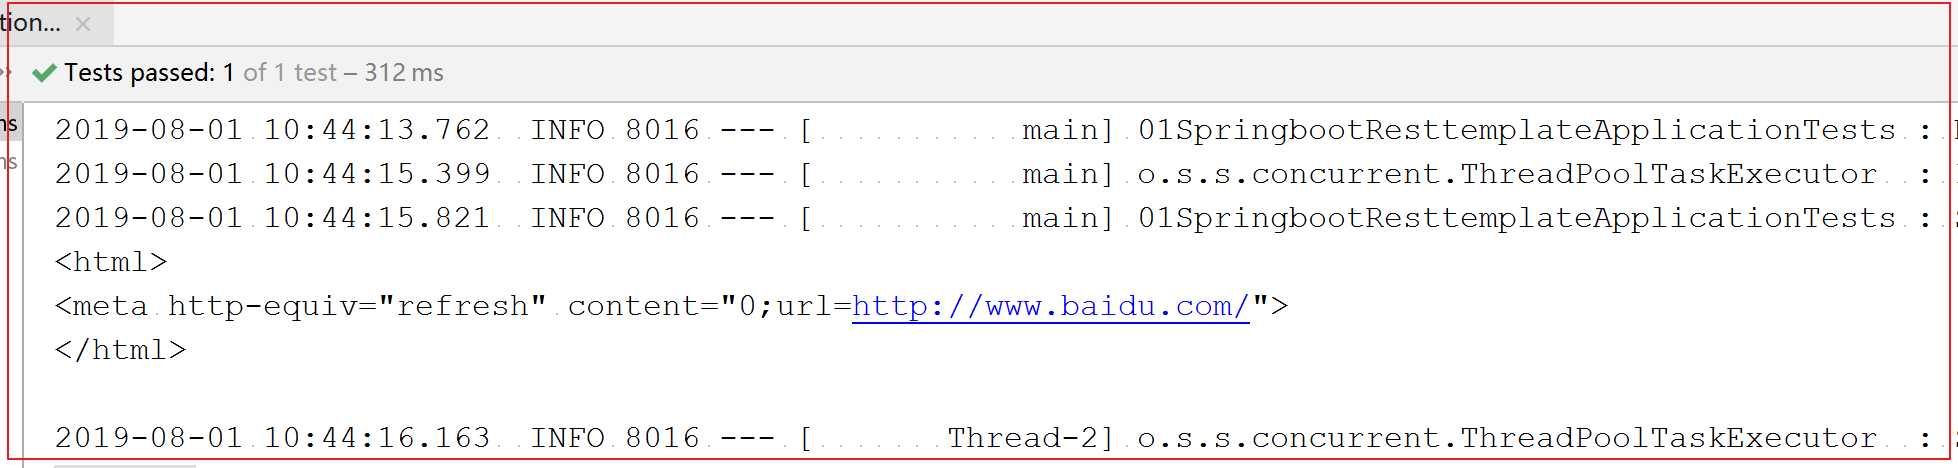 tion...
Tests passed: 1 of 1 test – 312 ms
ms
2019-08-01 10:44:13.762  INFO 8016 --- [           main] 01SpringbootResttemplateApplicationTests :
ms
2019-08-01 10:44:15.399  INFO 8016 --- [           main] o.s.s.concurrent.ThreadPoolTaskExecutor  :
2019-08-01 10:44:15.821  INFO 8016 --- [           main] 01SpringbootResttemplateApplicationTests :
<html>
<meta http-equiv="refresh" content="0;url=http://www.baidu.com/">
</html>
2019-08-01 10:44:16.163  INFO 8016 --- [       Thread-2] o.s.s.concurrent.ThreadPoolTaskExecutor  :